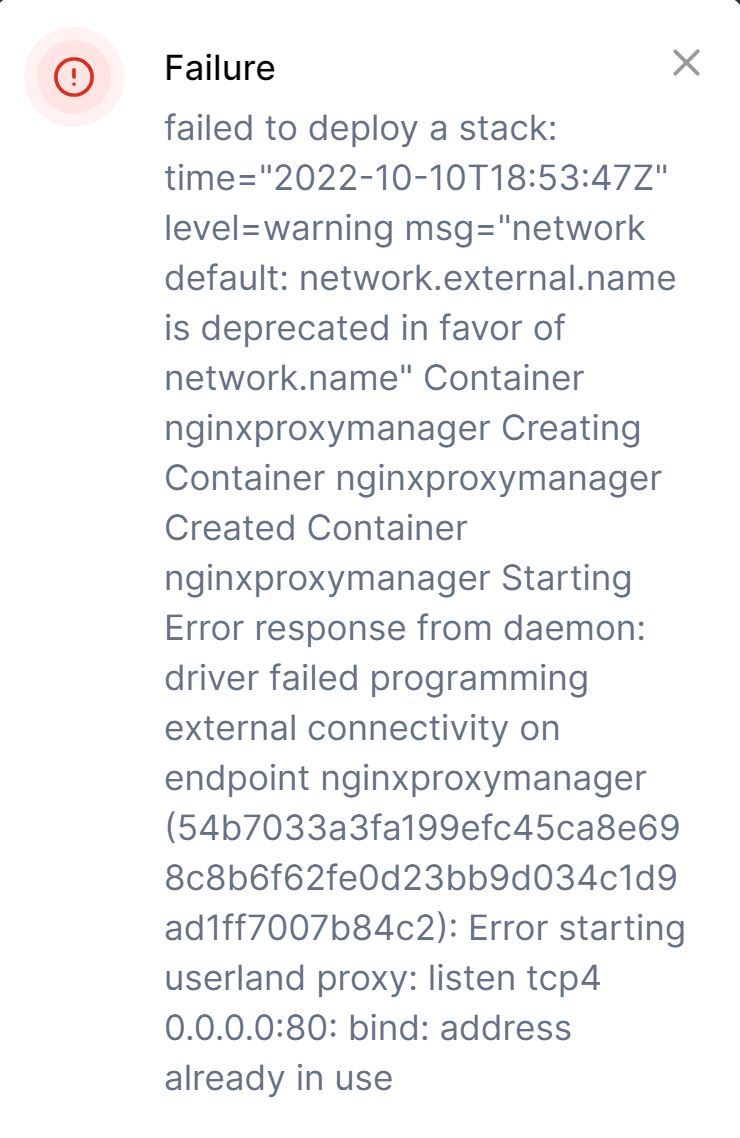 Failure
failed to deploy a stack:
time="2022-10-10T18:53:47Z"
level=warning msg="network
default: network.external.name
is deprecated in favor of
network.name" Container
nginxproxymanager Creating
Container nginxproxymanager
Created Container
nginxproxymanager Starting
Error response from daemon:
driver failed programming
external connectivity on
endpoint nginxproxymanager
(54b7033a3fa199efc45ca8e69
8c8b6f62fe0d23bb9d034c1d9
ad1ff7007b84c2): Error starting
userland proxy: listen tcp4
0.0.0.0:80: bind: address
already in use